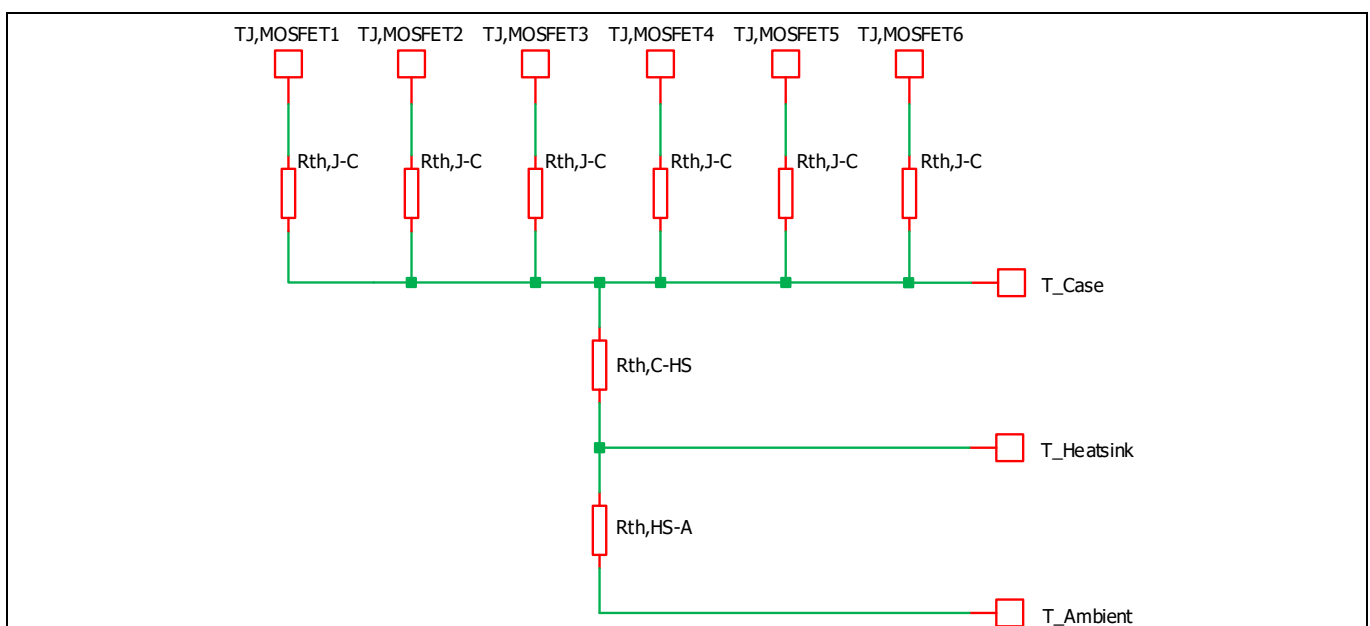 TJ,MOSFET1 TJ,MOSFET2 TJ,MOSFET3 TJ,MOSFET4 TJ,MOSFET5 TJ,MOSFET6
Rth,J-C Rth,J-C Rth,J-C Rth,J-C Rth,J-C Rth,J-C
T_Case
Rth,C-HS
T_Heatsink
Rth,HS-A
T_Ambient